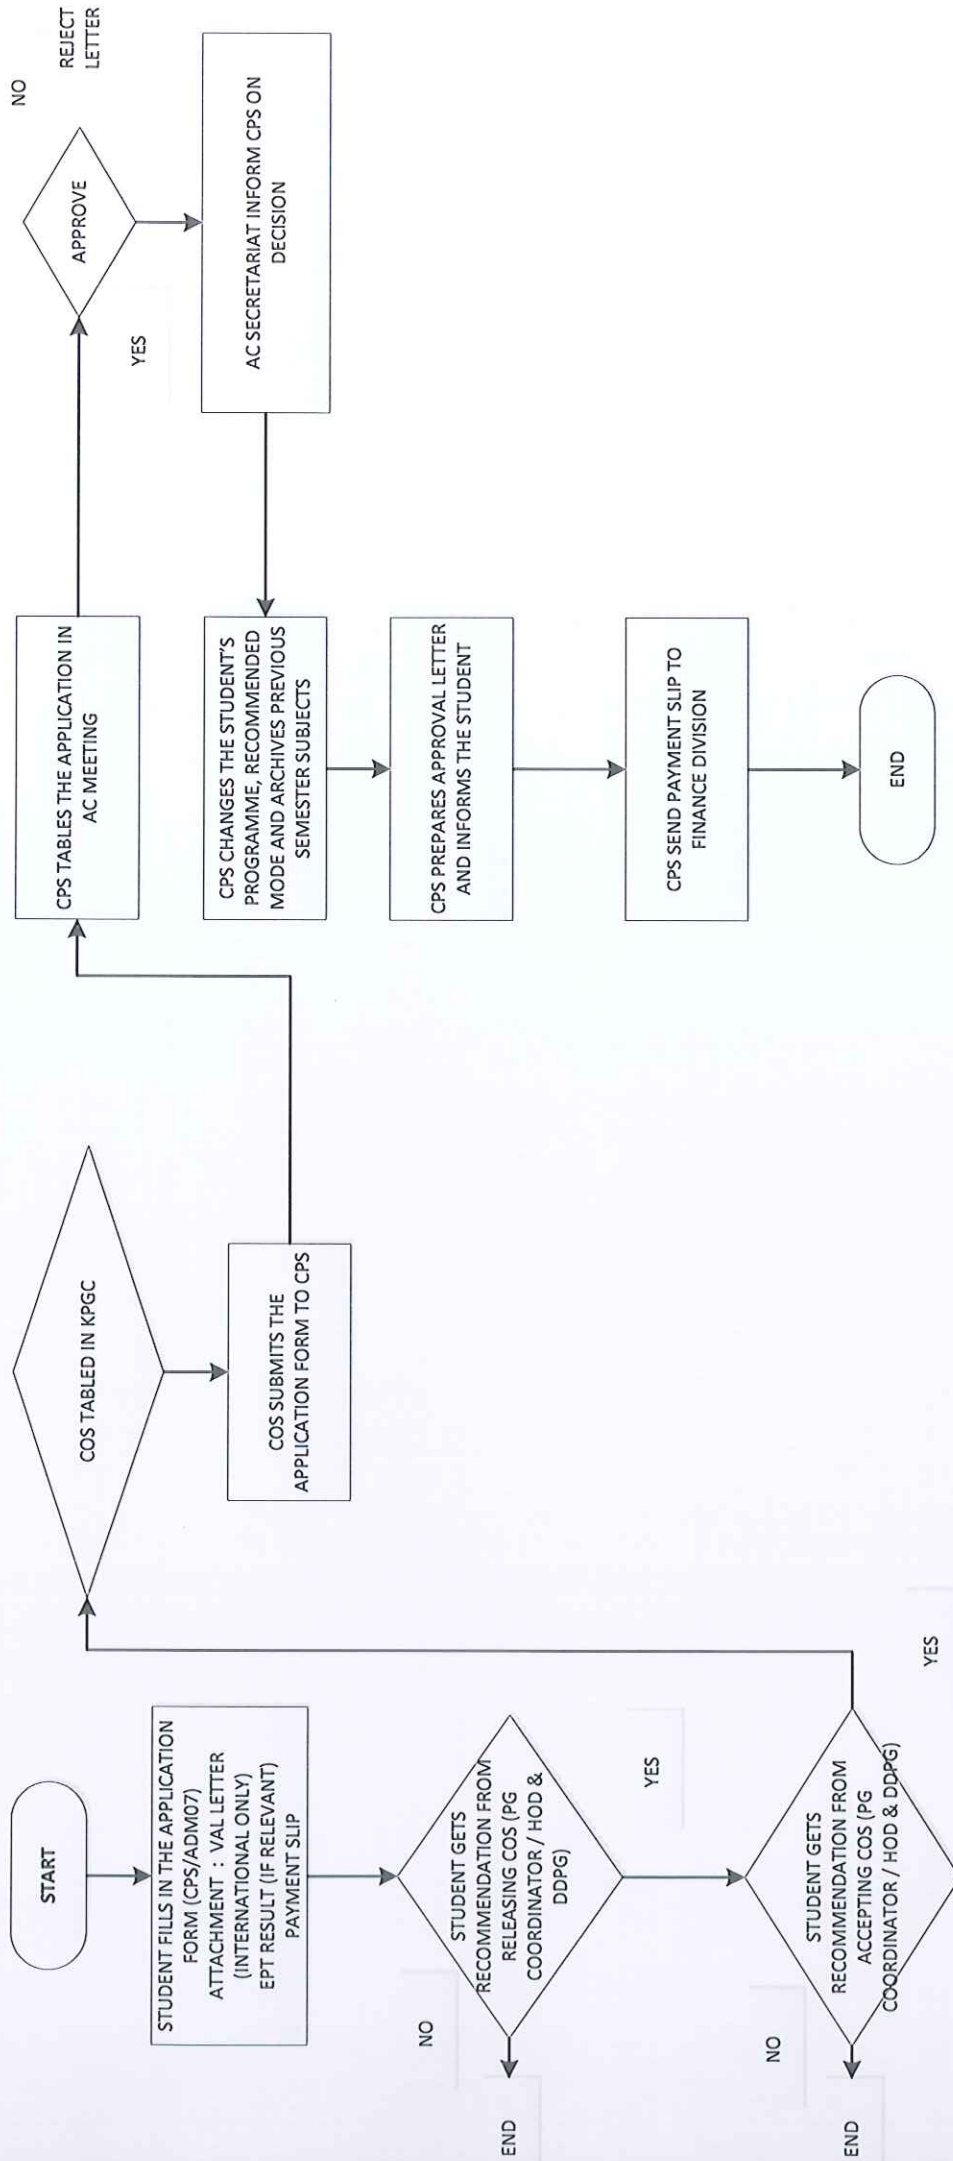 START
STUDENT FILLS IN THE APPLICATION
FORM (CPS/ADM07)
ATTACHMENT : VAL LETTER
(INTERNATIONAL ONLY)
EPT RESULT (IF RELEVANT)
PAYMENT SLIP
STUDENT GETS
RECOMMENDATION FROM
RELEASING COS (PG
COORDINATOR / HOD &
DDPG)
NO
END
YES
STUDENT GETS
RECOMMENDATION FROM
ACCEPTING COS (PG
COORDINATOR / HOD & DDPG)
NO
END
YES
COS TABLED IN KPGC
COS SUBMITS THE
APPLICATION FORM TO CPS
CPS TABLES THE APPLICATION IN
AC MEETING
APPROVE
NO
REJECT
LETTER
YES
AC SECRETARIAT INFORM CPS ON
DECISION
CPS CHANGES THE STUDENT'S
PROGRAMME, RECOMMENDED
MODE AND ARCHIVES PREVIOUS
SEMESTER SUBJECTS
CPS PREPARES APPROVAL LETTER
AND INFORMS THE STUDENT
CPS SEND PAYMENT SLIP TO
FINANCE DIVISION
END